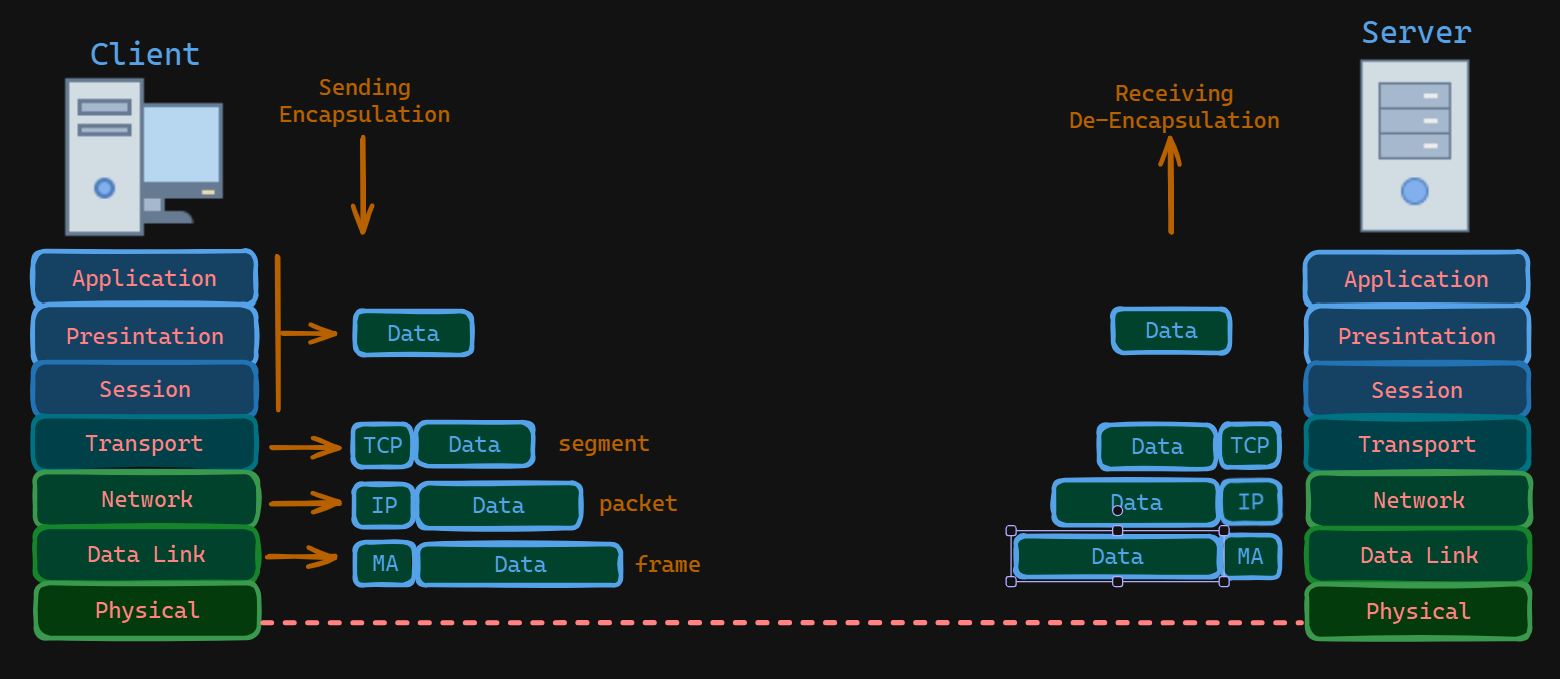 Client
Server
Sending
Encapsulation
Receiving
De-Encapsulation
Application
Presintation
Session
Transport
Network
Data Link
Physical
Data
TCP Data segment
IP Data packet
MA Data frame
Data
Data TCP
Data IP
Data MA
Application
Presintation
Session
Transport
Network
Data Link
Physical